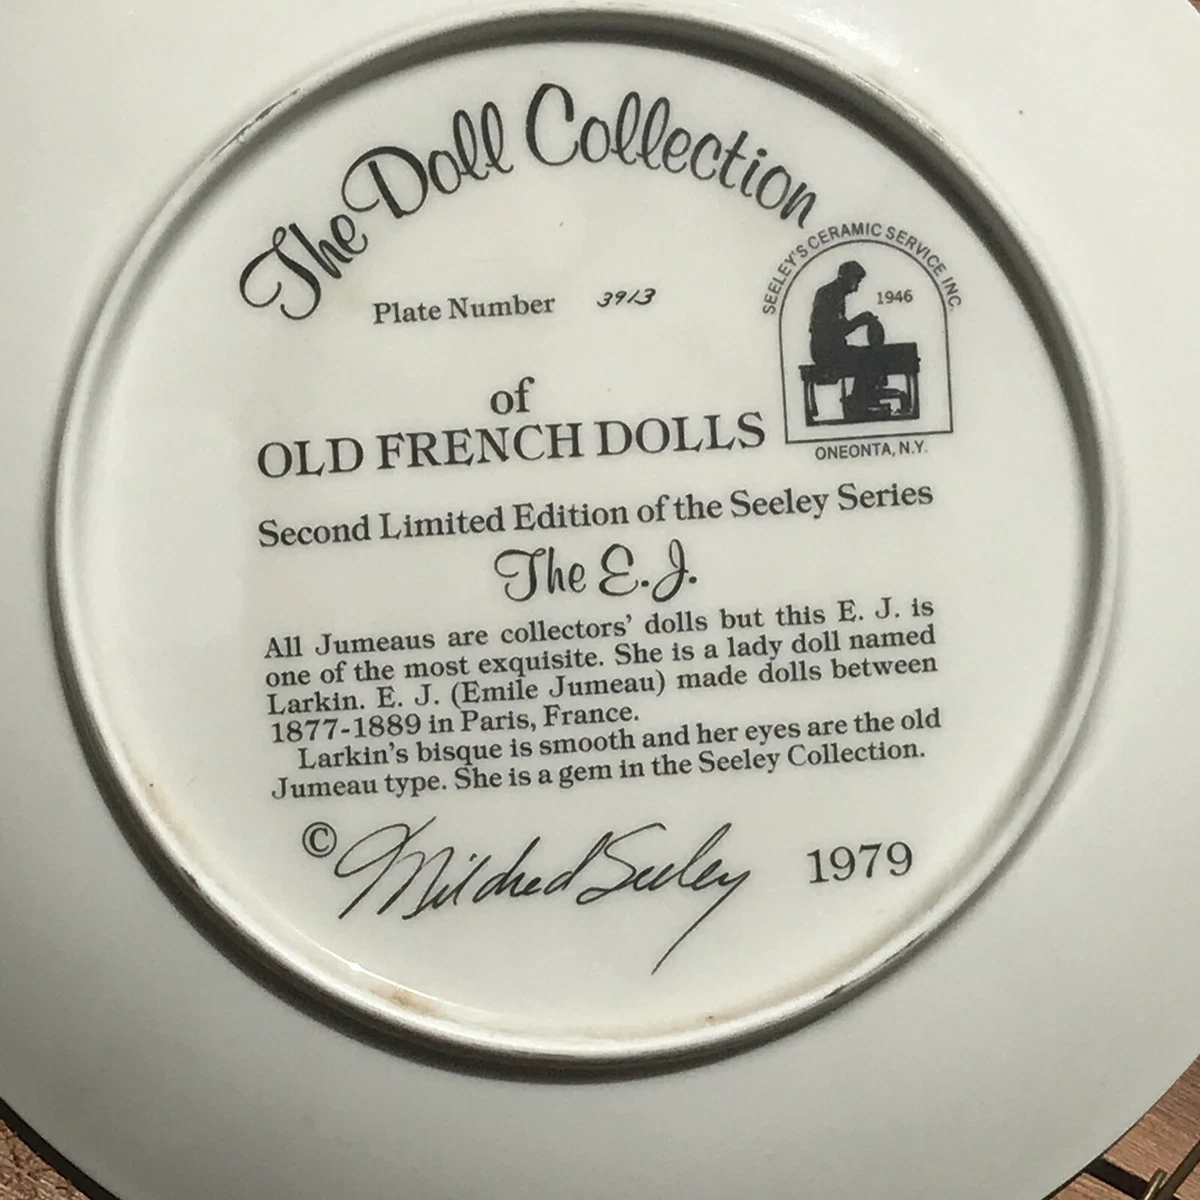 The Doll Collection
Plate Number 3913
SEELEY'S CERAMIC SERVICE INC.
1946
ONEONTA, N.Y.
of
OLD FRENCH DOLLS
Second Limited Edition of the Seeley Series
The E.J.
All Jumeaus are collectors' dolls but this E. J. is
one of the most exquisite. She is a lady doll named
Larkin. E. J. (Emile Jumeau) made dolls between
1877-1889 in Paris, France.
Larkin's bisque is smooth and her eyes are the old
Jumeau type. She is a gem in the Seeley Collection.
© Mildred Seeley 1979